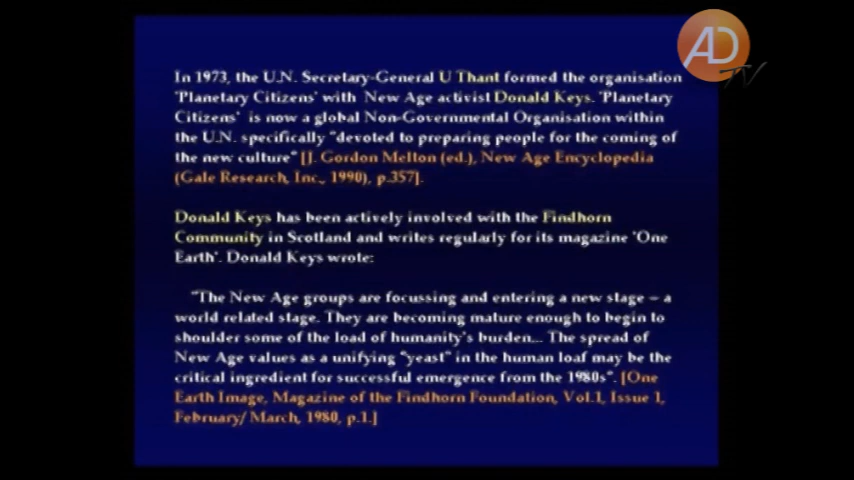 AD
TV
In 1973, the U.N. Secretary-General U Thant formed the organisation
'Planetary Citizens' with New Age activist Donald Keys. 'Planetary
Citizens' is now a global Non-Governmental Organisation within
the U.N. specifically "devoted to preparing people for the coming of
the new culture" [J. Gordon Melton (ed.), New Age Encyclopedia
(Gale Research, Inc., 1990), p.357].
Donald Keys has been actively involved with the Findhorn
Community in Scotland and writes regularly for its magazine 'One
Earth'. Donald Keys wrote:
"The New Age groups are focussing and entering a new stage – a
world related stage. They are becoming mature enough to begin to
shoulder some of the load of humanity's burden... The spread of
New Age values as a unifying "yeast" in the human loaf may be the
critical ingredient for successful emergence from the 1980s". [One
Earth Image, Magazine of the Findhorn Foundation, Vol.1, Issue 1,
February/ March, 1980, p.1.]